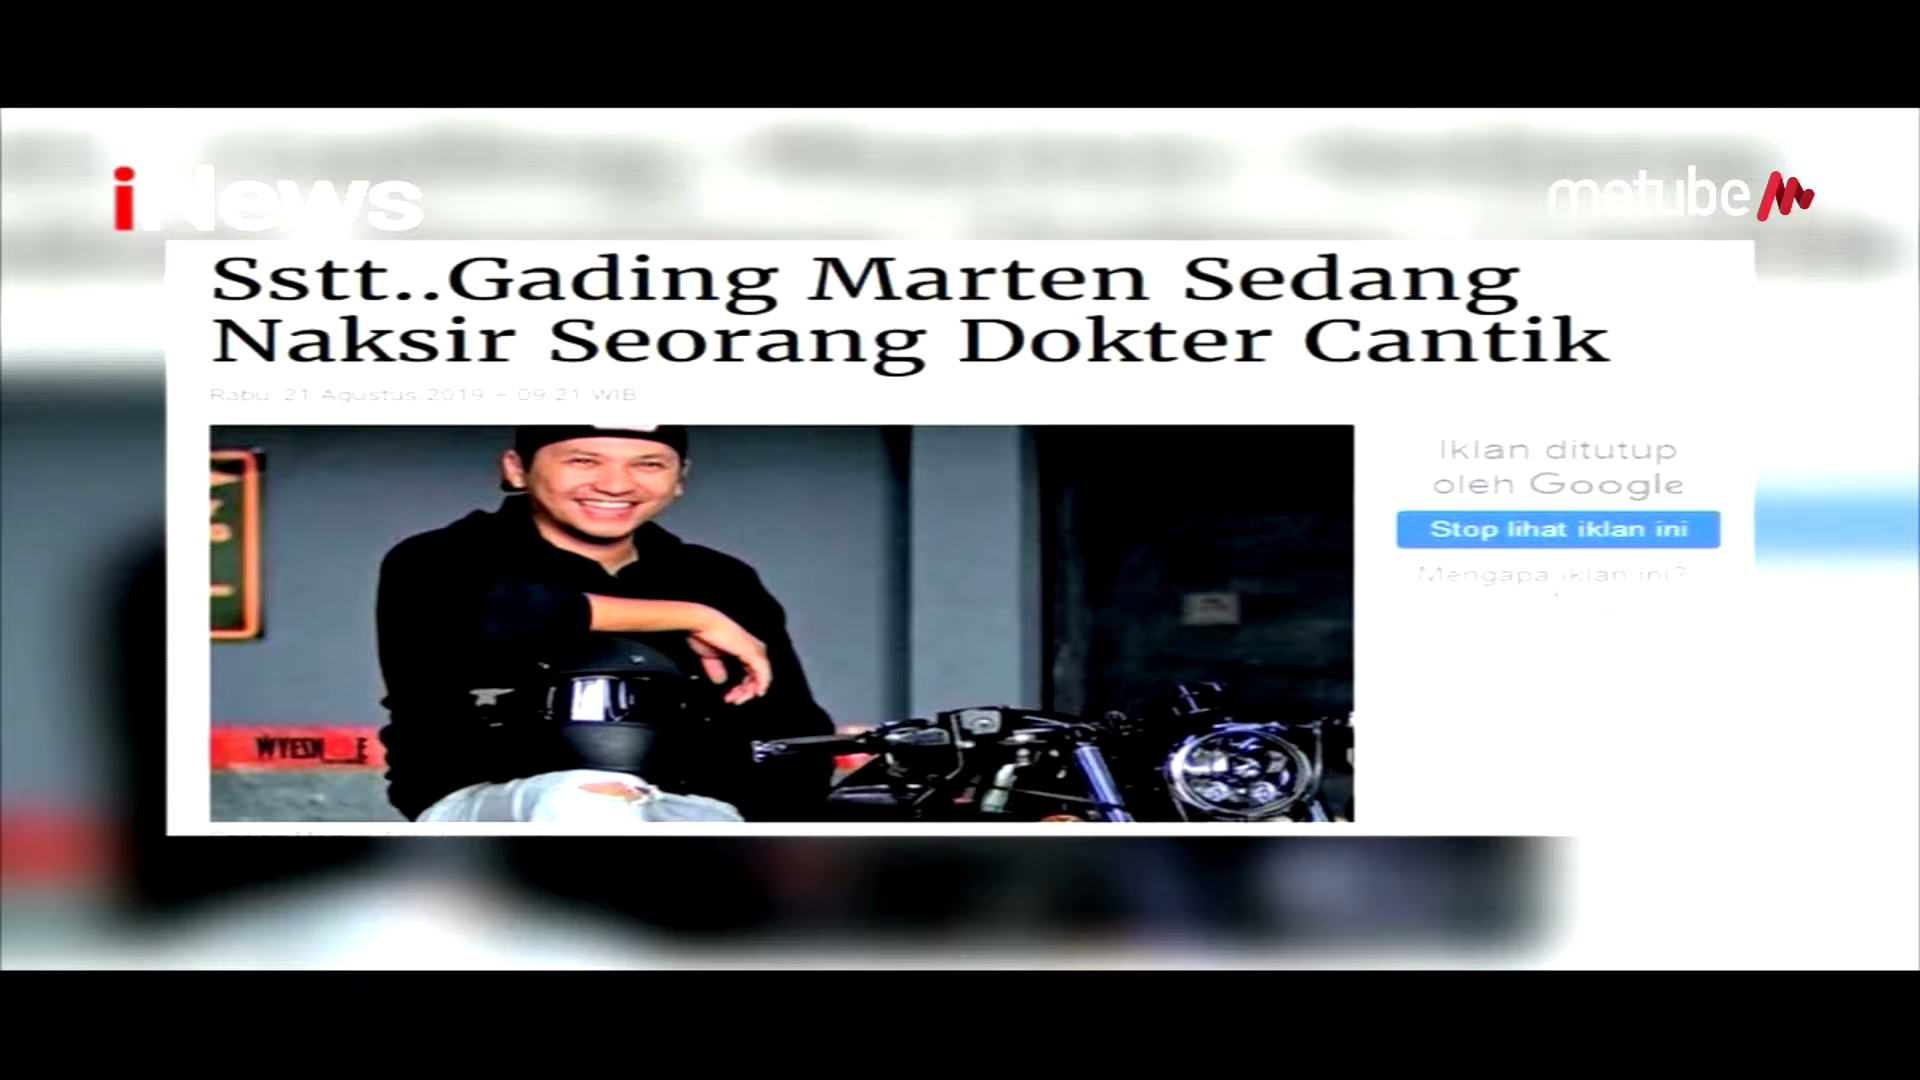 iNews
metube
Sstt..Gading Marten Sedang
Naksir Seorang Dokter Cantik
Rabu, 21 Agustus 2019 - 09:21 WIB
Iklan ditutup
oleh Google
Stop lihat iklan ini
Mengapa iklan ini?